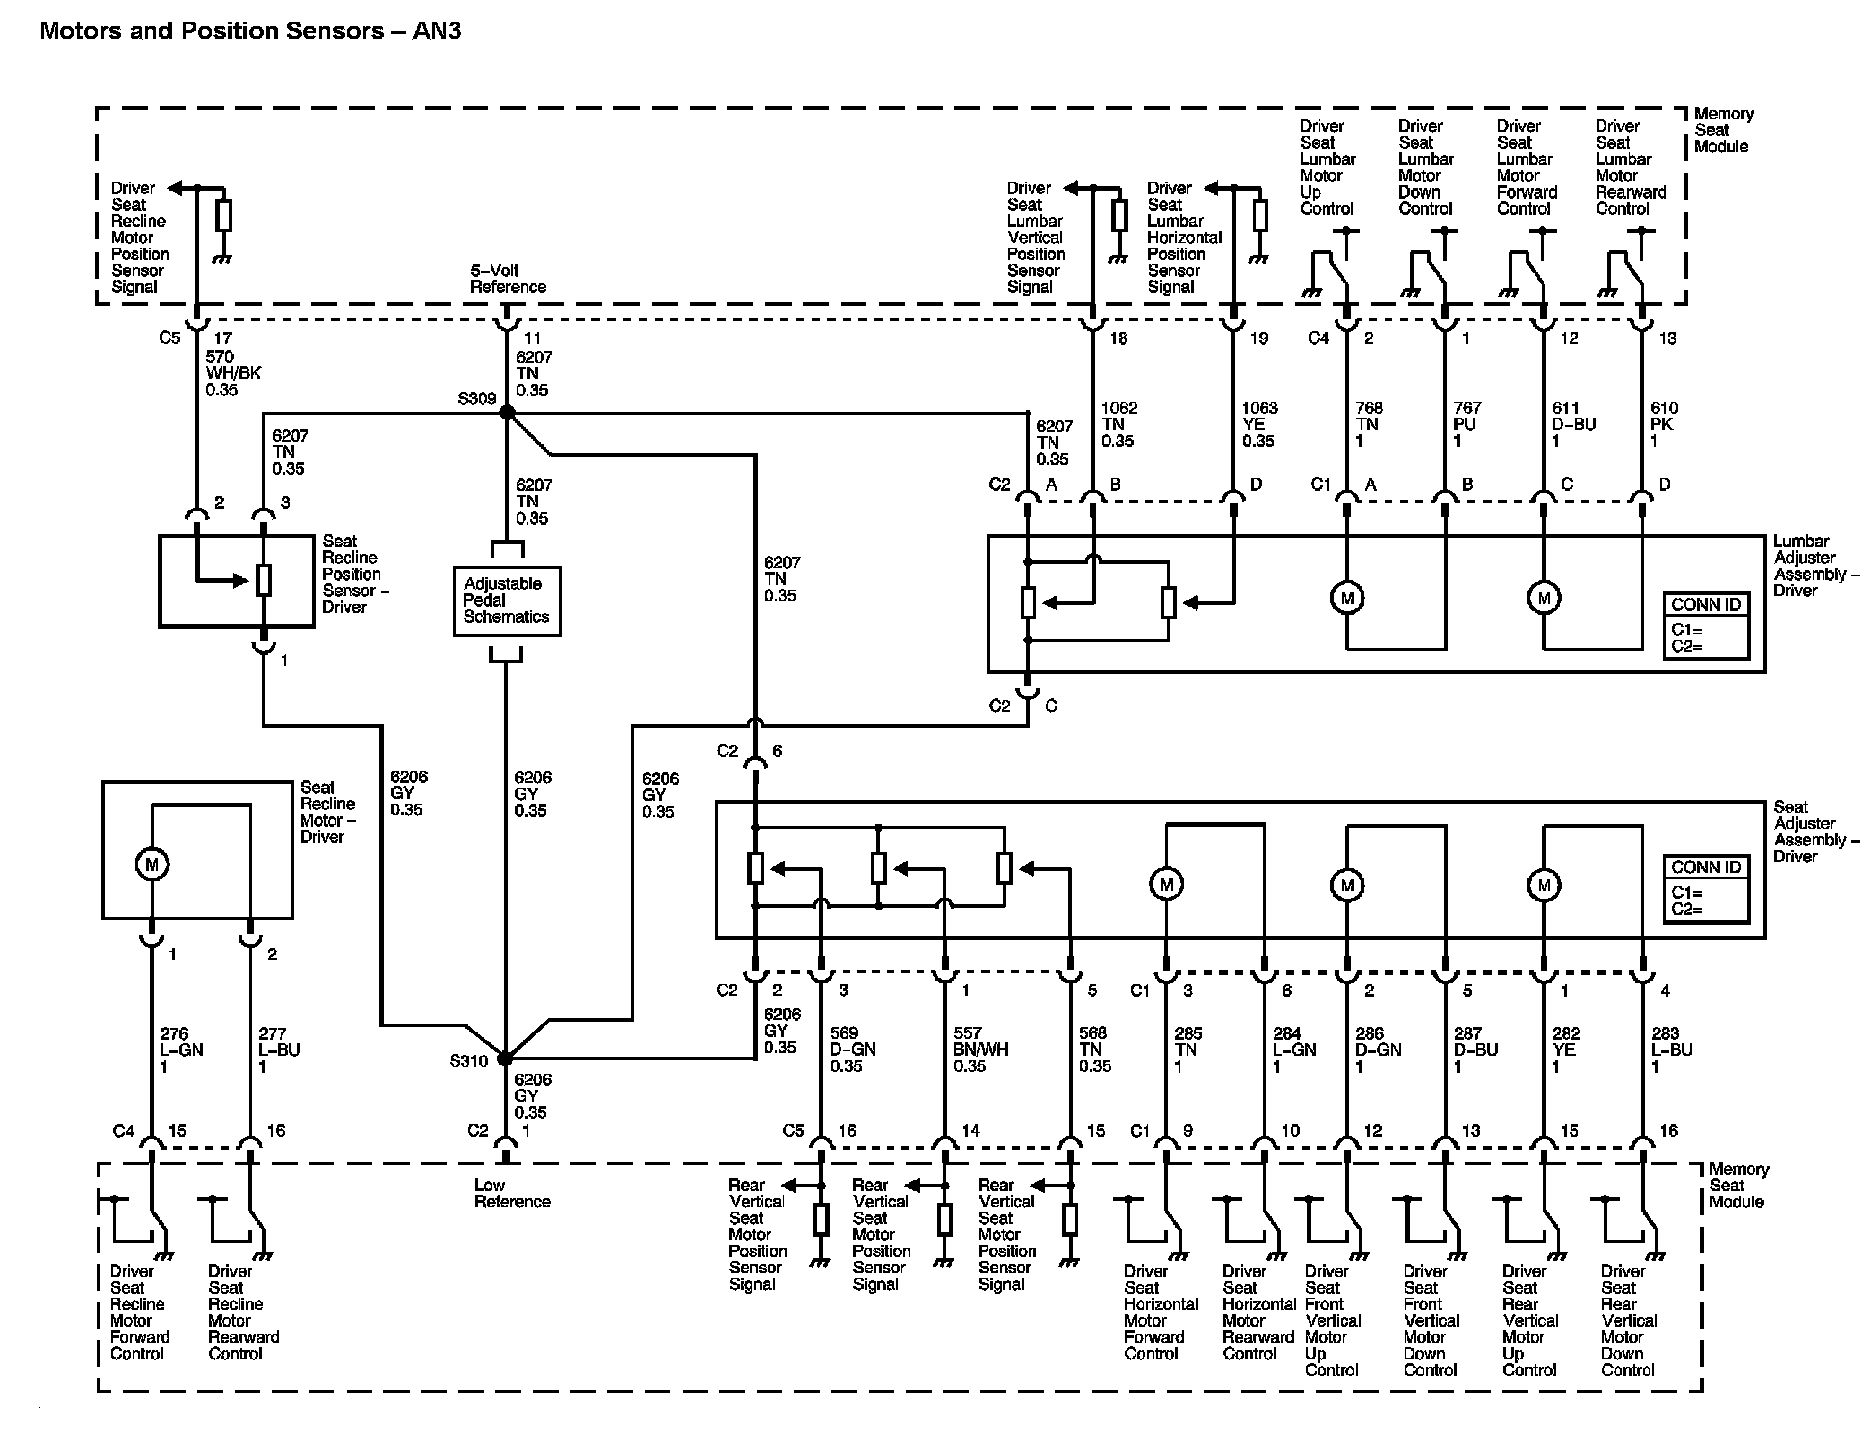 Motors and Position Sensors – AN3
Memory
Seat
Module
Driver
Seat
Recline
Motor
Position
Sensor
Signal
5–Volt
Reference
Driver
Seat
Lumbar
Vertical
Position
Sensor
Signal
Driver
Seat
Lumbar
Horizontal
Position
Sensor
Signal
Driver
Seat
Lumbar
Motor
Up
Control
Driver
Seat
Lumbar
Motor
Down
Control
Driver
Seat
Lumbar
Motor
Forward
Control
Driver
Seat
Lumbar
Motor
Rearward
Control
C5 17 11 18 19 C4 2 1 12 13
570
WH/BK
0.35
6207
TN
0.35
S309
6207
TN
0.35
6207
TN
0.35
1062
TN
0.35
1063
YE
0.35
768
TN
1
767
PU
1
611
D–BU
1
610
PK
1
6207
TN
0.35
C2 A B D C1 A B C D
2 3
Seat
Recline
Position
Sensor –
Driver
1
Adjustable
Pedal
Schematics
6207
TN
0.35
M M
CONN ID
C1=
C2=
Lumbar
Adjuster
Assembly –
Driver
C2 C
C2 6
6206
GY
0.35
6206
GY
0.35
6206
GY
0.35
M
Seat
Recline
Motor –
Driver
M M M
CONN ID
C1=
C2=
Seat
Adjuster
Assembly –
Driver
1 2
C2 2 3 1 5 C1 3 6 2 5 1 4
276
L–GN
1
277
L–BU
1
S310
6206
GY
0.35
6206
GY
0.35
569
D–GN
0.35
557
BN/WH
0.35
568
TN
0.35
285
TN
1
284
L–GN
1
286
D–GN
1
287
D–BU
1
282
YE
1
283
L–BU
1
C4 15 16 C2 1 C5 16 14 15 C1 9 10 12 13 15 16
Memory
Seat
Module
Low
Reference
Rear
Vertical
Seat
Motor
Position
Sensor
Signal
Rear
Vertical
Seat
Motor
Position
Sensor
Signal
Rear
Vertical
Seat
Motor
Position
Sensor
Signal
Driver
Seat
Recline
Motor
Forward
Control
Driver
Seat
Recline
Motor
Rearward
Control
Driver
Seat
Horizontal
Motor
Forward
Control
Driver
Seat
Horizontal
Motor
Rearward
Control
Driver
Seat
Front
Vertical
Motor
Up
Control
Driver
Seat
Front
Vertical
Motor
Down
Control
Driver
Seat
Rear
Vertical
Motor
Up
Control
Driver
Seat
Rear
Vertical
Motor
Down
Control